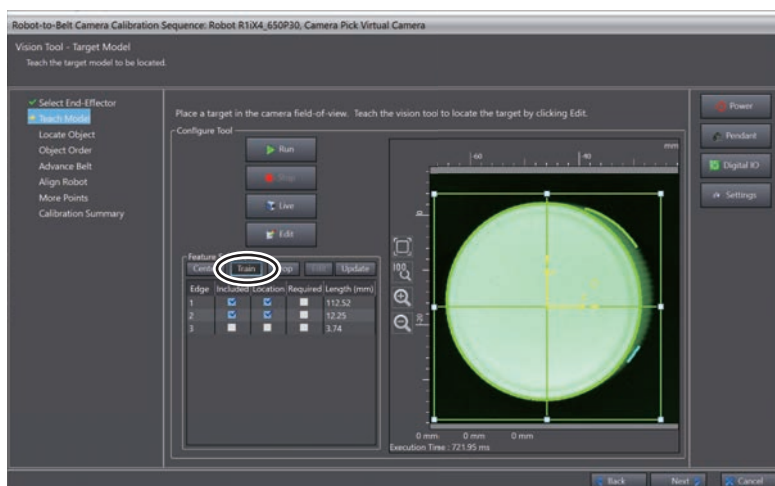 Robot-to-Belt Camera Calibration Sequence: Robot R1iX4_650P30, Camera Pick Virtual Camera
Vision Tool - Target Model
Teach the target model to be located.
Select End-Effector
Teach Model
Locate Object
Object Order
Advance Belt
Align Robot
More Points
Calibration Summary
Place a target in the camera field-of-view. Teach the vision tool to locate the target by clicking Edit.
Configure Tool
Run
Stop
Live
Edit
Feature
Train
Update
Edge Included Location Required Length (mm)
1 112.52
2 12.25
3 3.74
mm
-60 -40
0
20
100
0 mm 0 mm 0 mm
Execution Time : 721.95 ms
Power
Pendant
Digital IO
Settings
Back Next Cancel